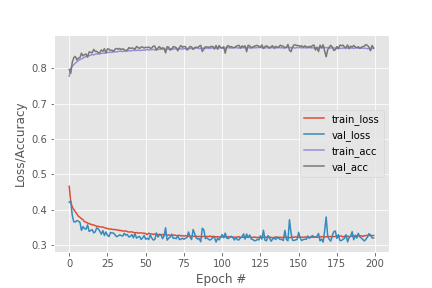 0.8
0.7
0.6
0.5
0.4
0.3
Loss/Accuracy
train_loss
val_loss
train_acc
val_acc
0 25 50 75 100 125 150 175 200
Epoch #